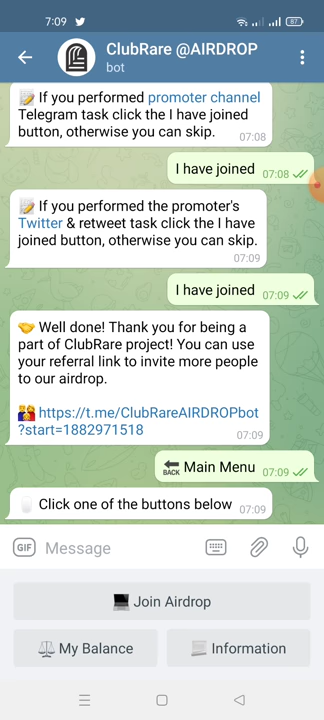 7:09
87
ClubRare @AIRDROP
bot
📝 If you performed promoter channel
Telegram task click the I have joined
button, otherwise you can skip.
07:08
I have joined
07:08
📝 If you performed the promoter's
Twitter & retweet task click the I have
joined button, otherwise you can skip.
07:09
I have joined
07:09
🤝 Well done! Thank you for being a
part of ClubRare project! You can use
your referral link to invite more people
to our airdrop.
https://t.me/ClubRareAIRDROPbot
?start=1882971518
07:09
🔙 Main Menu
07:09
Click one of the buttons below
07:09
GIF
Message
💻 Join Airdrop
⚖️ My Balance
Information